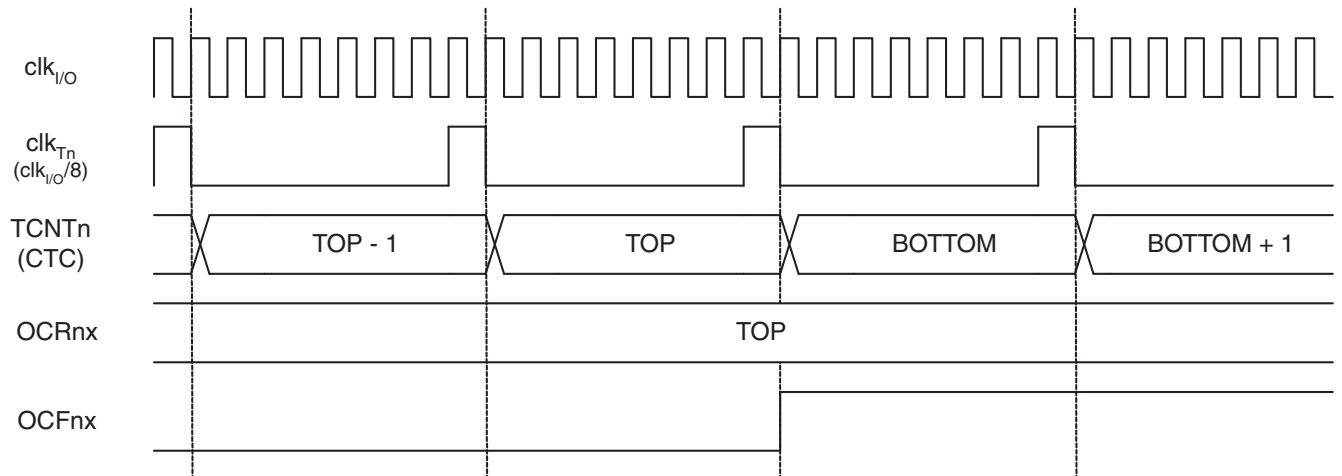 clkI/O
clkTn
(clkI/O/8)
TCNTn
(CTC)
TOP - 1
TOP
BOTTOM
BOTTOM + 1
OCRnx
TOP
OCFnx